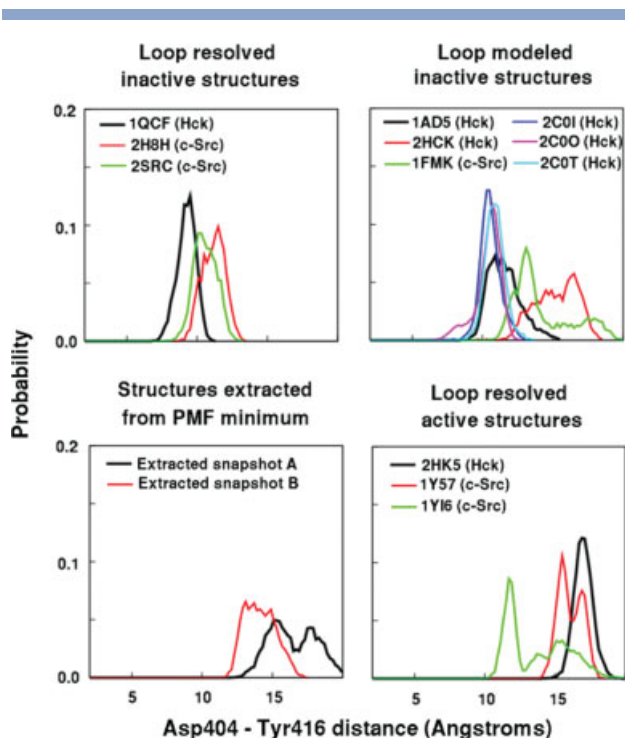 Loop resolved
inactive structures
Loop modeled
inactive structures
0.2
1QCF (Hck)
2H8H (c-Src)
2SRC (c-Src)
1AD5 (Hck)
2HCK (Hck)
1FMK (c-Src)
2C0I (Hck)
2C0O (Hck)
2C0T (Hck)
0.1
0.0
Probability
Structures extracted
from PMF minimum
Loop resolved
active structures
0.2
Extracted snapshot A
Extracted snapshot B
2HK5 (Hck)
1Y57 (c-Src)
1YI6 (c-Src)
0.1
0.0
5 10 15
5 10 15
Asp404 - Tyr416 distance (Angstroms)